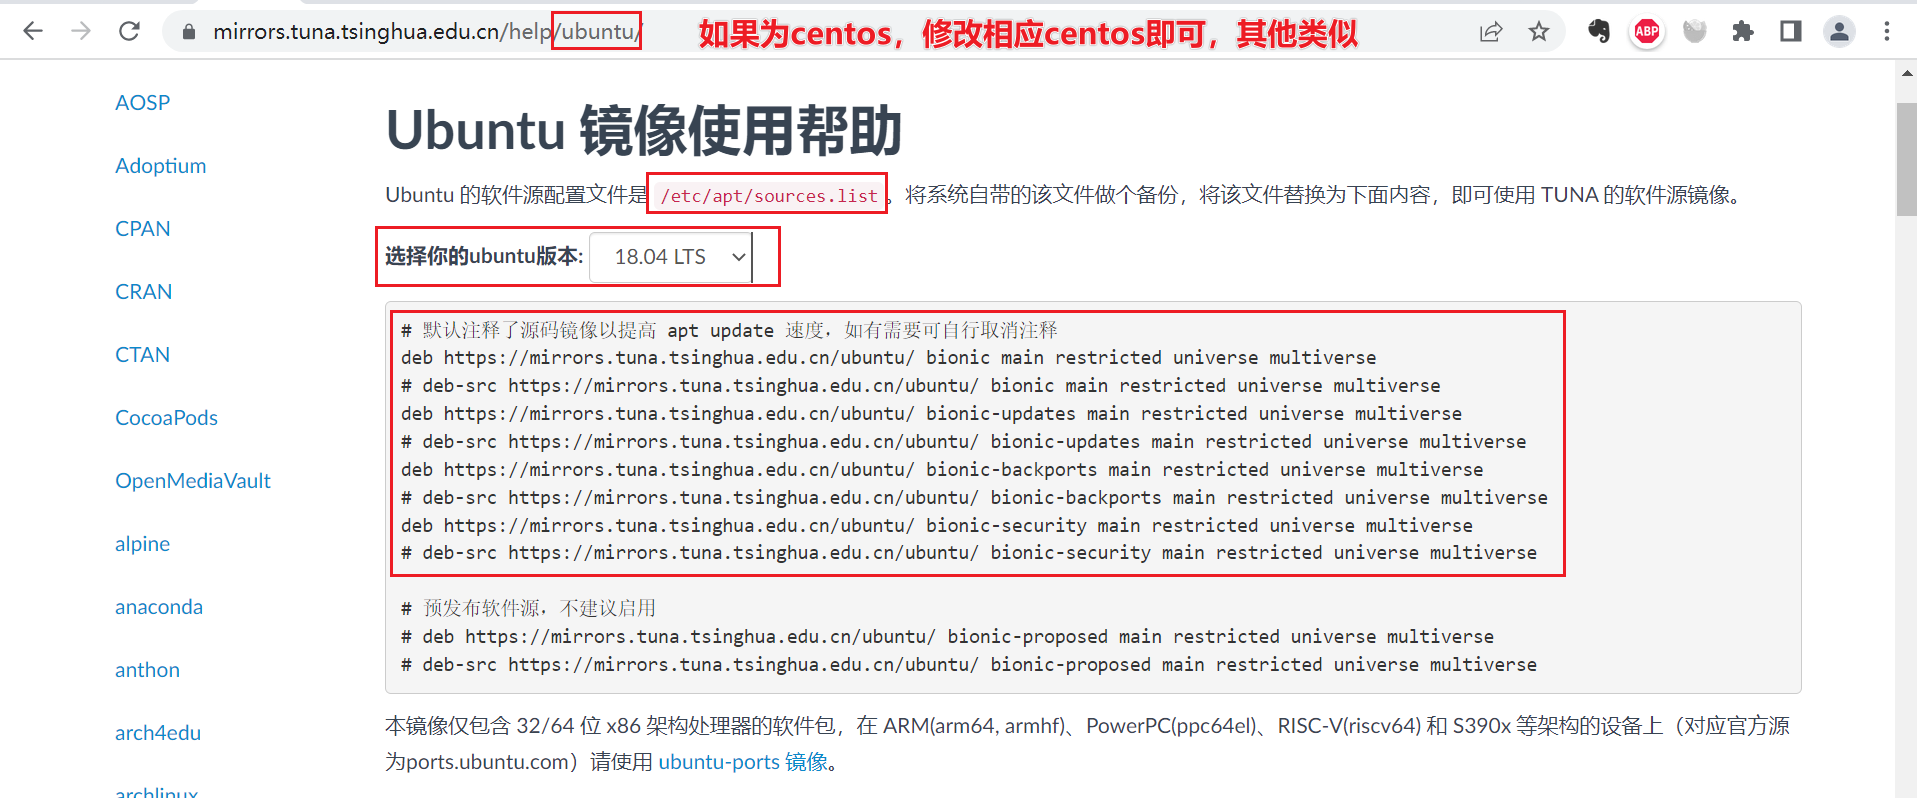 mirrors.tuna.tsinghua.edu.cn/help/ubuntu/
如果为centos，修改相应centos即可，其他类似
ABP
AOSP
Adoptium
CPAN
CRAN
CTAN
CocoaPods
OpenMediaVault
alpine
anaconda
anthon
arch4edu
archlinux
Ubuntu 镜像使用帮助
Ubuntu 的软件源配置文件是 /etc/apt/sources.list 。将系统自带的该文件做个备份，将该文件替换为下面内容，即可使用 TUNA 的软件源镜像。
选择你的ubuntu版本: 18.04 LTS
# 默认注释了源码镜像以提高 apt update 速度，如有需要可自行取消注释
deb https://mirrors.tuna.tsinghua.edu.cn/ubuntu/ bionic main restricted universe multiverse
# deb-src https://mirrors.tuna.tsinghua.edu.cn/ubuntu/ bionic main restricted universe multiverse
deb https://mirrors.tuna.tsinghua.edu.cn/ubuntu/ bionic-updates main restricted universe multiverse
# deb-src https://mirrors.tuna.tsinghua.edu.cn/ubuntu/ bionic-updates main restricted universe multiverse
deb https://mirrors.tuna.tsinghua.edu.cn/ubuntu/ bionic-backports main restricted universe multiverse
# deb-src https://mirrors.tuna.tsinghua.edu.cn/ubuntu/ bionic-backports main restricted universe multiverse
deb https://mirrors.tuna.tsinghua.edu.cn/ubuntu/ bionic-security main restricted universe multiverse
# deb-src https://mirrors.tuna.tsinghua.edu.cn/ubuntu/ bionic-security main restricted universe multiverse
# 预发布软件源，不建议启用
# deb https://mirrors.tuna.tsinghua.edu.cn/ubuntu/ bionic-proposed main restricted universe multiverse
# deb-src https://mirrors.tuna.tsinghua.edu.cn/ubuntu/ bionic-proposed main restricted universe multiverse
本镜像仅包含 32/64 位 x86 架构处理器的软件包，在 ARM(arm64, armhf)、PowerPC(ppc64el)、RISC-V(riscv64) 和 S390x 等架构的设备上（对应官方源
为ports.ubuntu.com）请使用 ubuntu-ports 镜像。